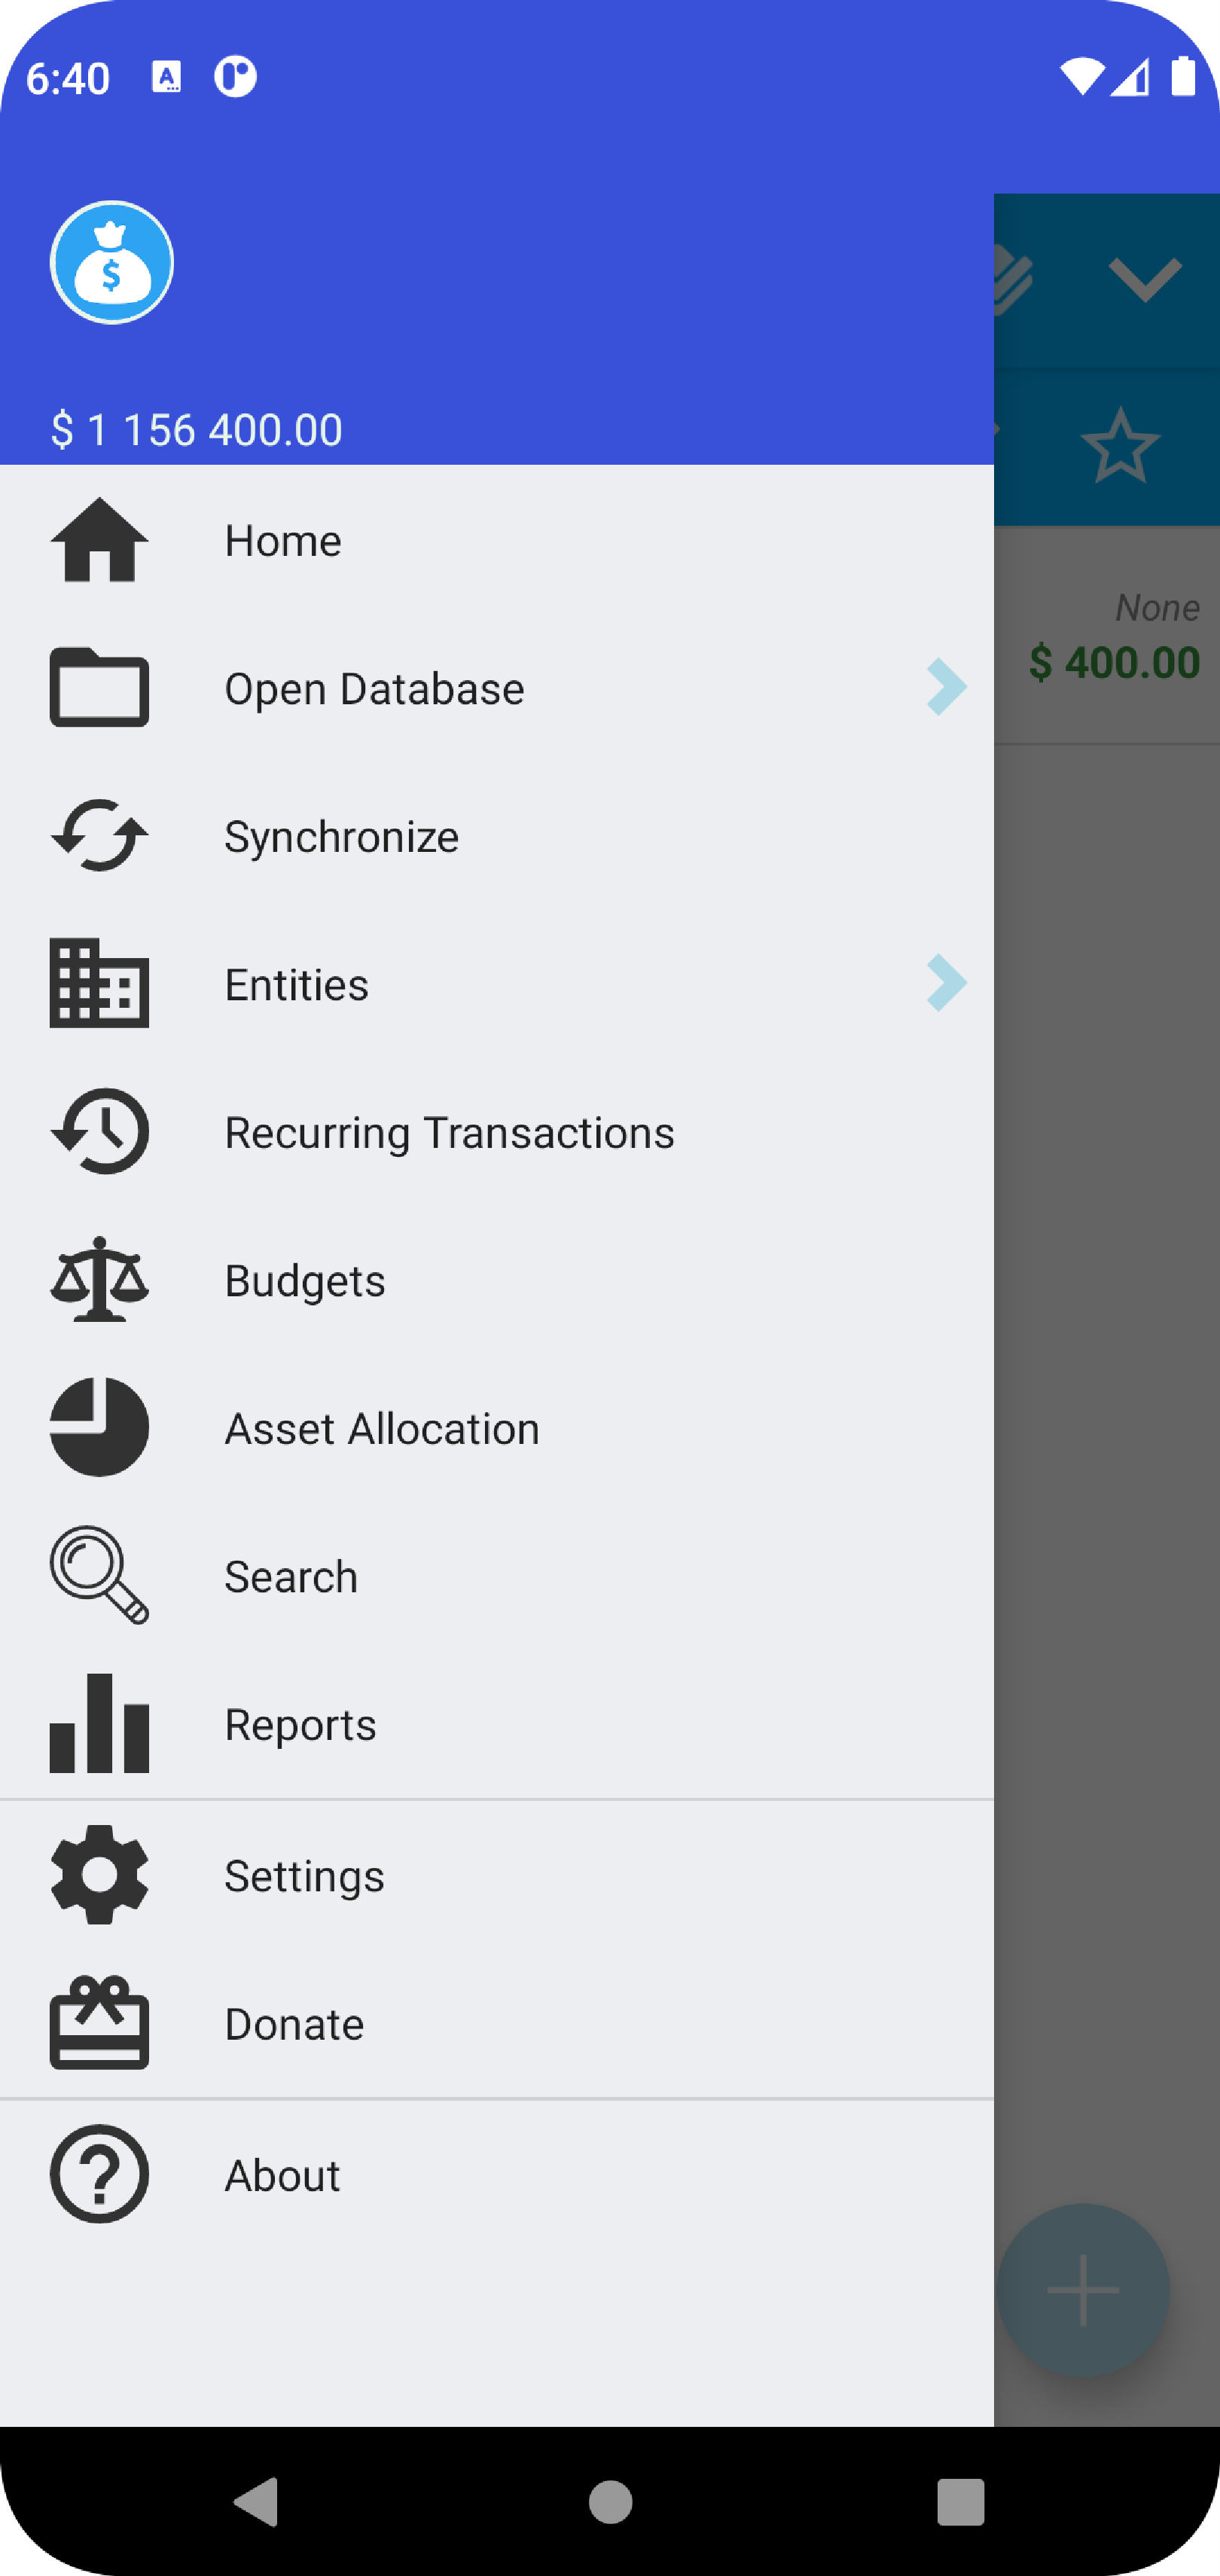 6:40
$ 1 156 400.00
Home
Open Database
Synchronize
Entities
Recurring Transactions
Budgets
Asset Allocation
Search
Reports
Settings
Donate
About
None
$ 400.00